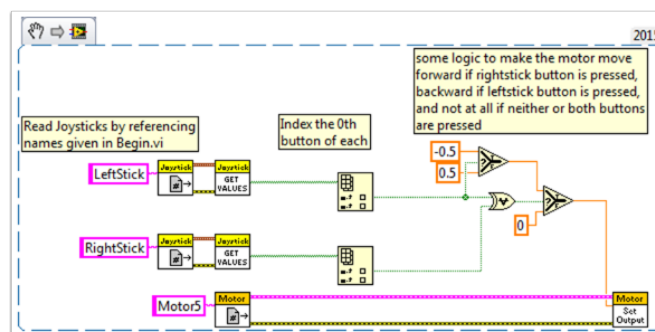 2015
some logic to make the motor move
forward if rightstick button is pressed,
backward if leftstick button is pressed,
and not at all if neither or both buttons
are pressed
Read Joysticks by referencing
names given in Begin.vi
Index the 0th
button of each
-0.5
0.5
LeftStick
Joystick
Joystick
GET
VALUES
0
RightStick
Joystick
Joystick
GET
VALUES
Motor5
Motor
Motor
Set
Output